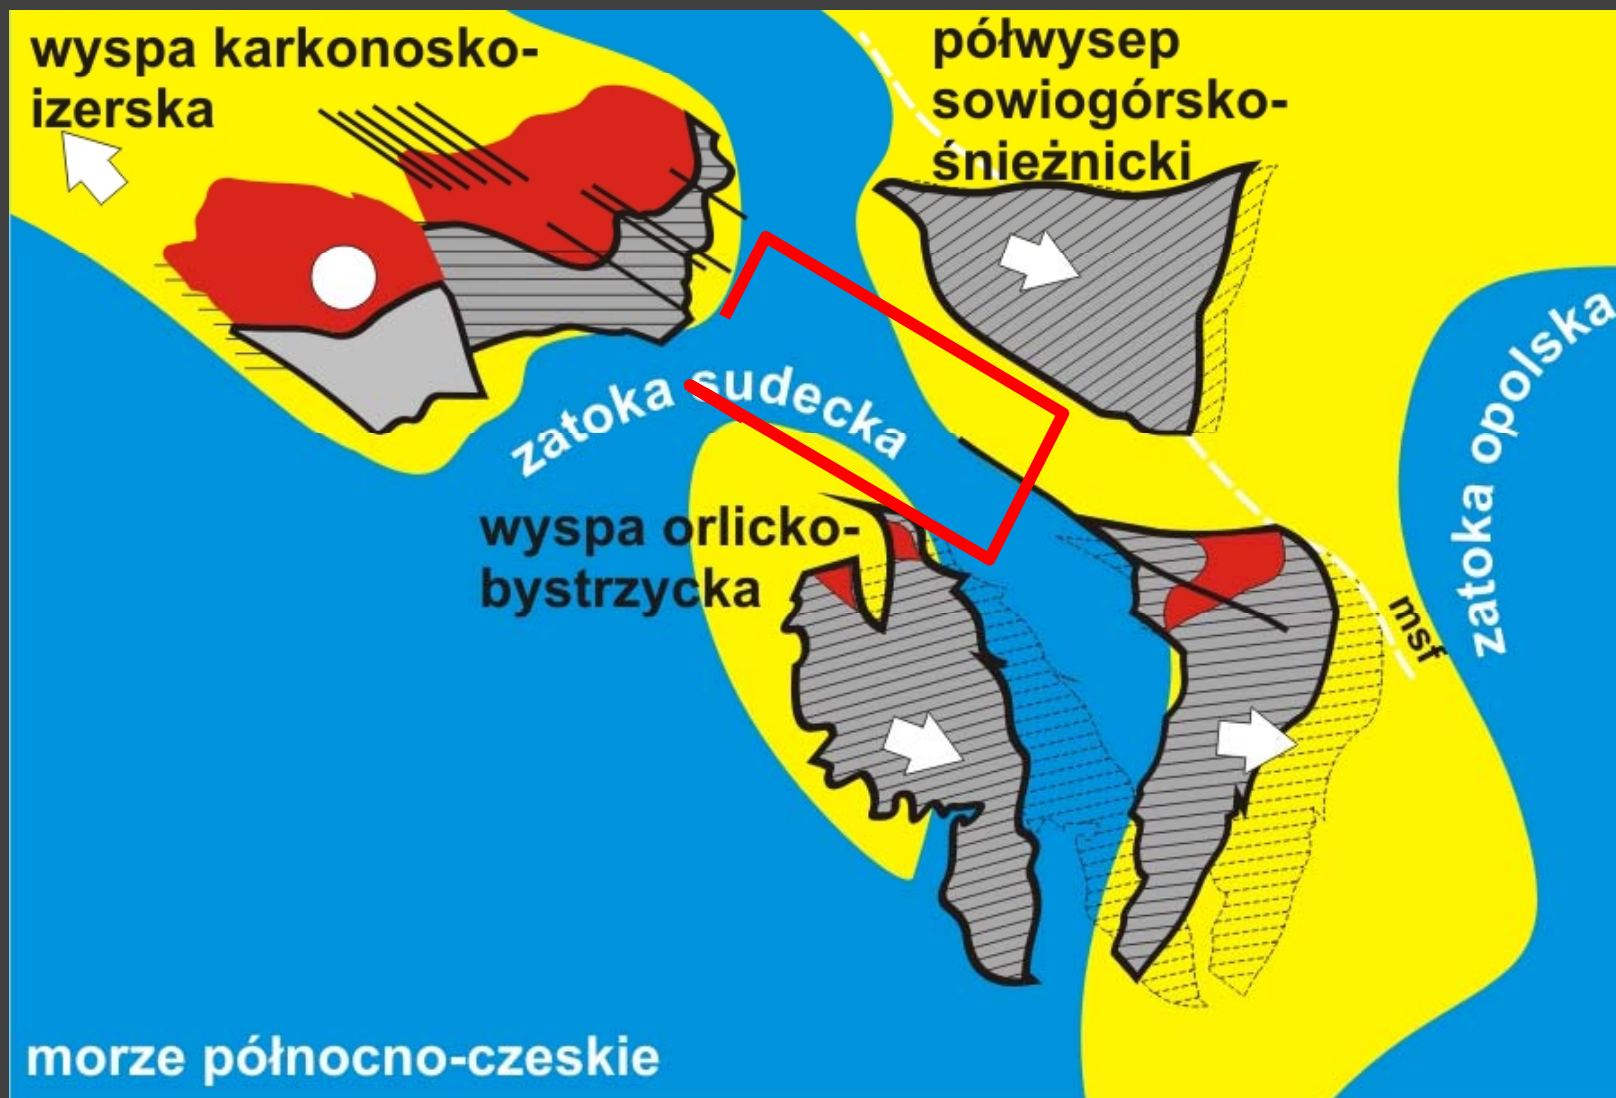 wyspa karkonosko-
izerska
półwysep
sowiogórsko-
śnieżnicki
zatoka opolska
zatoka sudecka
wyspa orlicko-
bystrzycka
msf
morze północno-czeskie